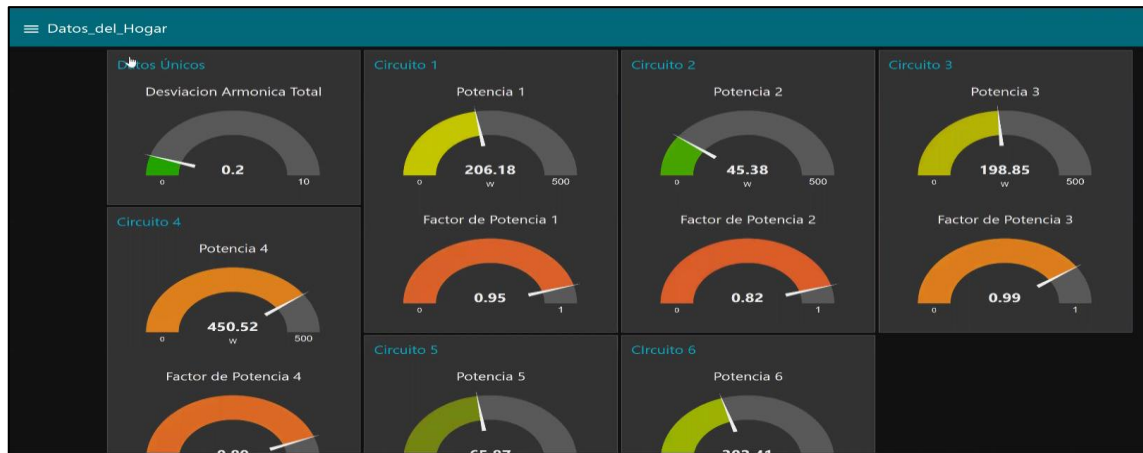 Datos_del_Hogar
Datos Únicos
Desviacion Armonica Total
0.2
0
10
Circuito 1
Potencia 1
206.18
w
0
500
Factor de Potencia 1
0.95
0
1
Circuito 2
Potencia 2
45.38
w
0
500
Factor de Potencia 2
0.82
0
1
Circuito 3
Potencia 3
198.85
w
0
500
Factor de Potencia 3
0.99
0
1
Circuito 4
Potencia 4
450.52
w
0
500
Factor de Potencia 4
Circuito 5
Potencia 5
CIrcuito 6
Potencia 6